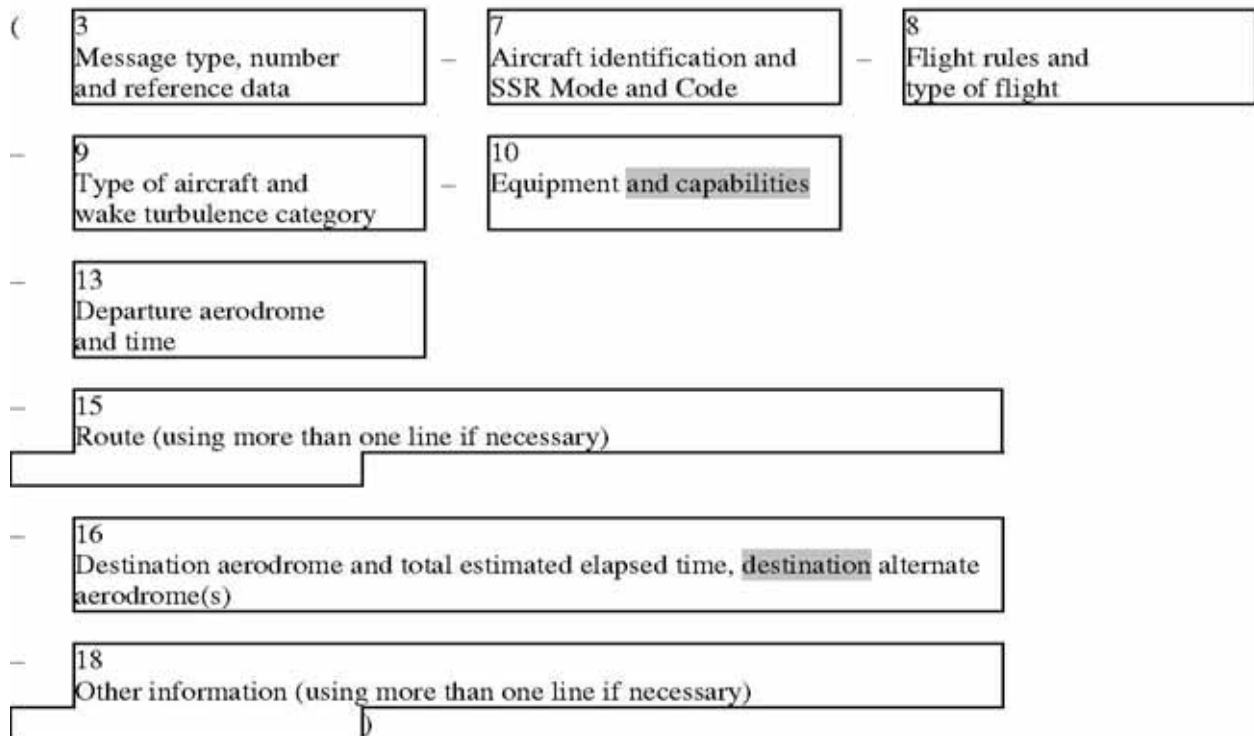 ( 3 – 7 – 8
Message type, number
and reference data
Aircraft identification and
SSR Mode and Code
Flight rules and
type of flight
– 9
Type of aircraft and
wake turbulence category
– 10
Equipment and capabilities
– 13
Departure aerodrome
and time
– 15
Route (using more than one line if necessary)
– 16
Destination aerodrome and total estimated elapsed time, destination alternate
aerodrome(s)
– 18
Other information (using more than one line if necessary)
)